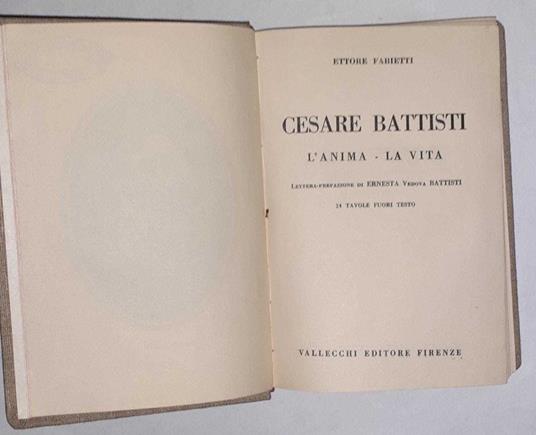 ETTORE FABIETTI
CESARE BATTISTI
L'ANIMA - LA VITA
LETTERA-PREFAZIONE DI ERNESTA VEDOVA BATTISTI
24 TAVOLE FUORI TESTO
VALLECCHI EDITORE FIRENZE